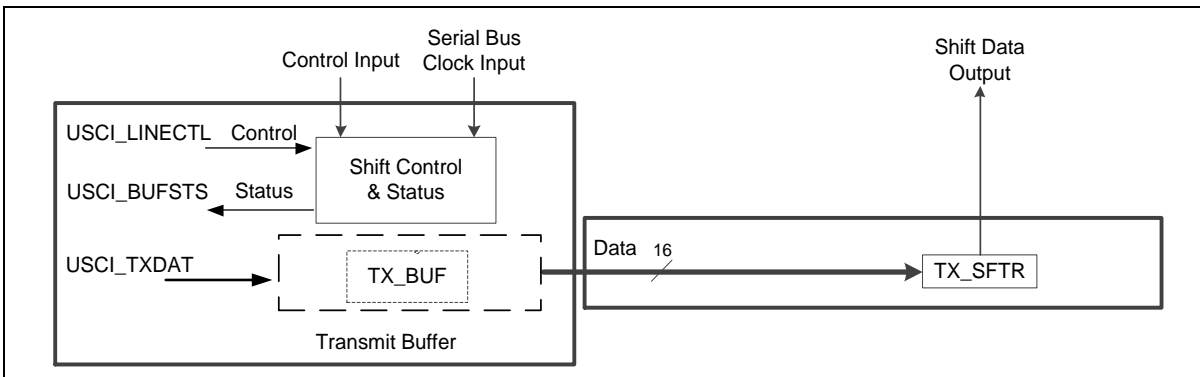 Serial Bus
Clock Input
Control Input
Shift Data
Output
USCI_LINECTL Control
Shift Control
& Status
USCI_BUFSTS Status
USCI_TXDAT
TX_BUF
Transmit Buffer
Data 16
TX_SFTR